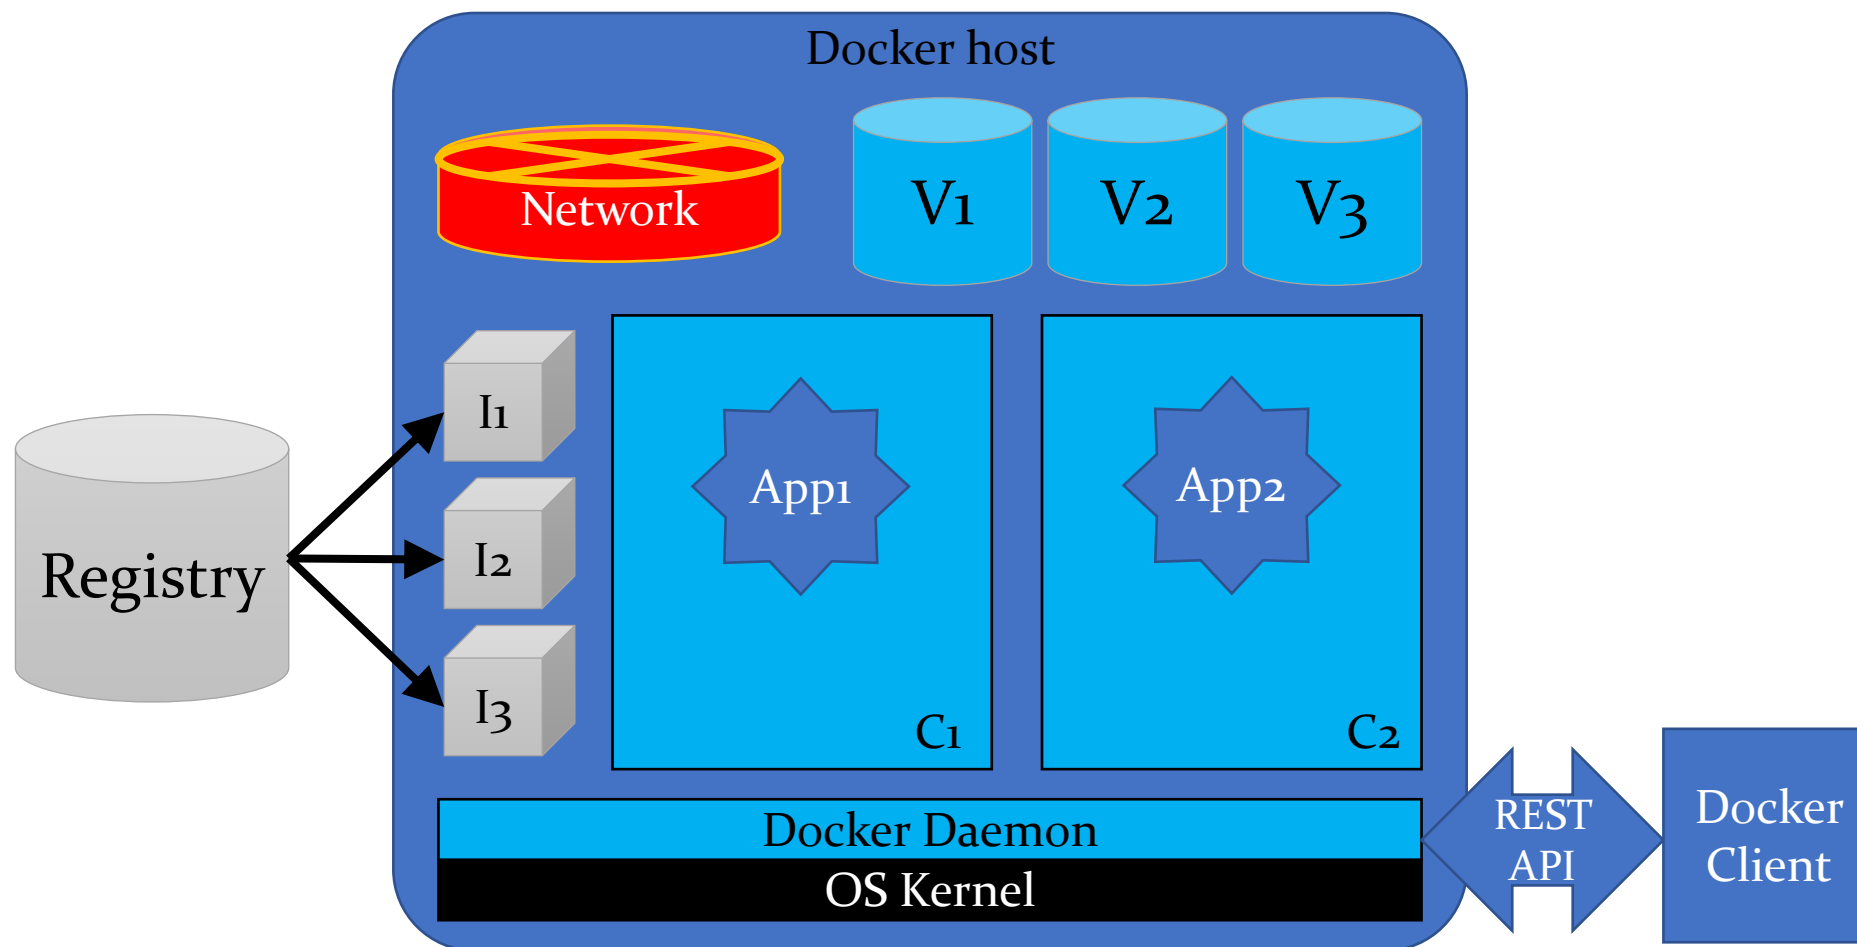 Docker host
Network
V1
V2
V3
I1
I2
I3
Registry
App1
C1
App2
C2
Docker Daemon
OS Kernel
REST
API
Docker
Client